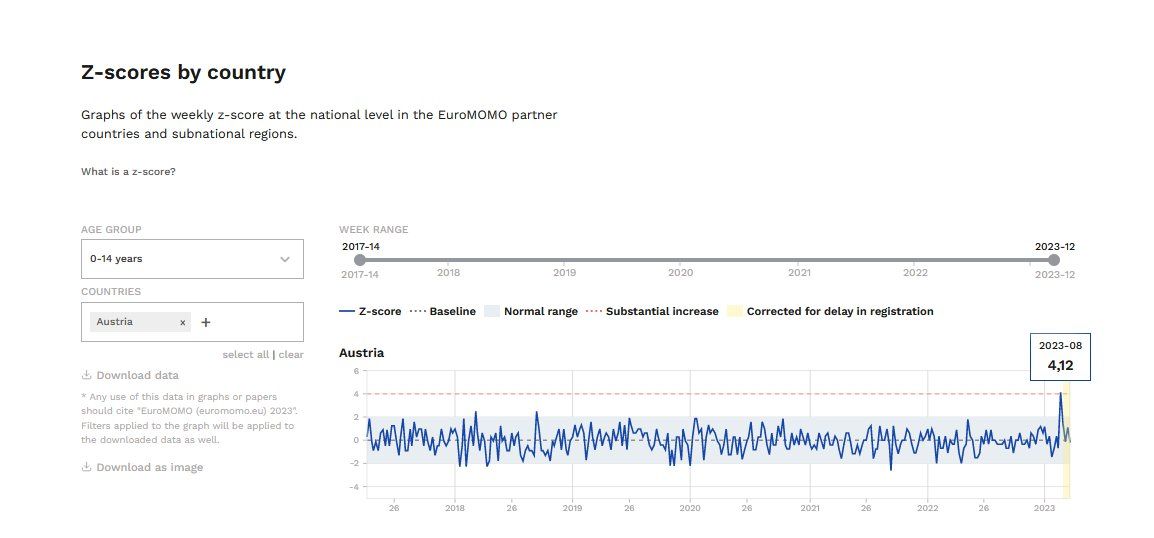 Z-scores by country
Graphs of the weekly z-score at the national level in the EuroMOMO partner
countries and subnational regions.
What is a z-score?
AGE GROUP
0-14 years
COUNTRIES
Austria x +
select all | clear
Download data
* Any use of this data in graphs or papers
should cite "EuroMOMO (euromomo.eu) 2023".
Filters applied to the graph will be applied to
the downloaded data as well.
Download as image
WEEK RANGE
2017-14 2023-12
2017-14 2018 2019 2020 2021 2022 2023-12
Z-score Baseline Normal range Substantial increase Corrected for delay in registration
Austria
2023-08
4,12
6
4
2
0
-2
-4
26 2018 26 2019 26 2020 26 2021 26 2022 26 2023